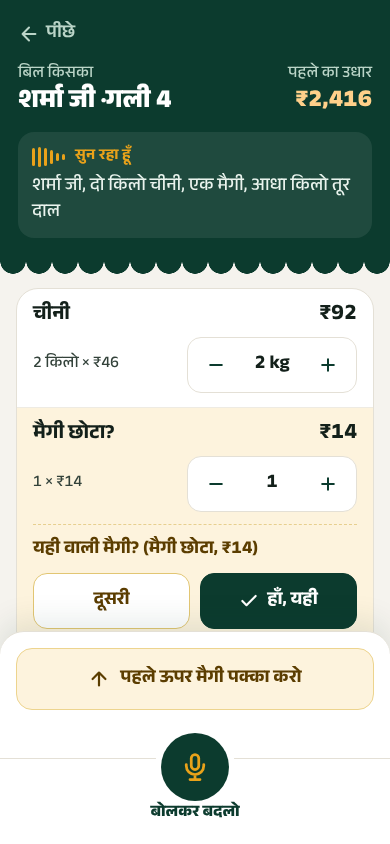 पीछे
बिल किसका
पहले का उधार
शर्मा जी ·गली 4
₹2,416
सुन रहा हूँ
शर्मा जी, दो किलो चीनी, एक मैगी, आधा किलो तूर
दाल
चीनी
₹92
2 किलो × ₹46
− 2 kg +
मैगी छोटा?
₹14
1 × ₹14
− 1 +
यही वाली मैगी? (मैगी छोटा, ₹14)
दूसरी
हाँ, यही
पहले ऊपर मैगी पक्का करो
बोलकर बदलो